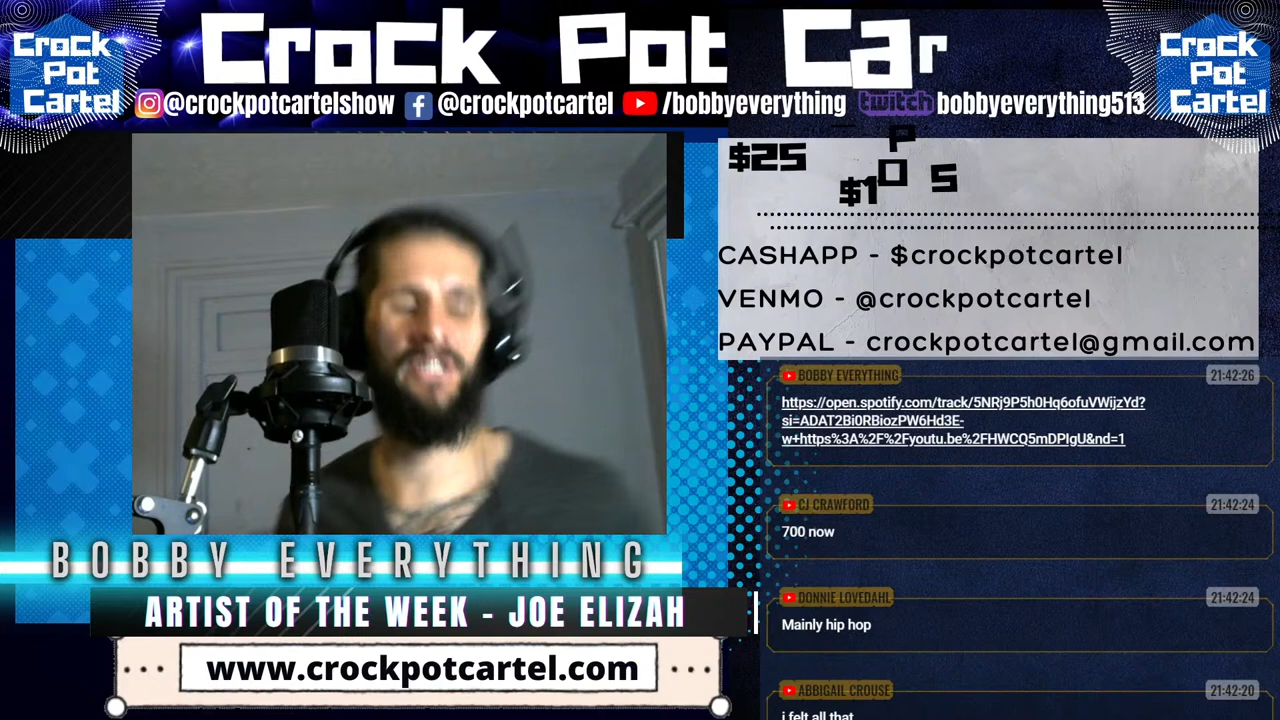 Crock Pot Car
Crock
Pot
Cartel
Crock
Pot
Cartel
@crockpotcartelshow @crockpotcartel /bobbyeverything twitch bobbyeverything513
$25
P
$1 O S
CASHAPP - $crockpotcartel
VENMO - @crockpotcartel
PAYPAL - crockpotcartel@gmail.com
BOBBY EVERYTHING 21:42:26
https://open.spotify.com/track/5NRj9P5h0Hq6ofuVWijzYd?
si=ADAT2Bi0RBiozPW6Hd3E-
w+https%3A%2F%2Fyoutu.be%2FHWCQ5mDPIgU&nd=1
CJ CRAWFORD 21:42:24
700 now
DONNIE LOVEDAHL 21:42:24
Mainly hip hop
ABBIGAIL CROUSE 21:42:20
i felt all that
BOBBY EVERYTHING
ARTIST OF THE WEEK - JOE ELIZAH
www.crockpotcartel.com